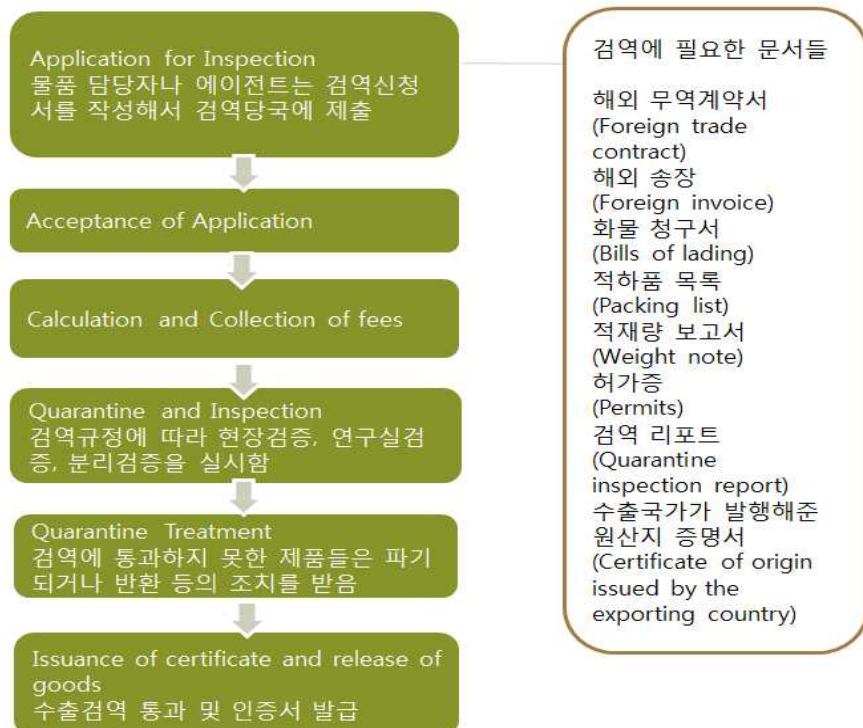 Application for Inspection
물품 담당자나 에이전트는 검역신청
서를 작성해서 검역당국에 제출
Acceptance of Application
Calculation and Collection of fees
Quarantine and Inspection
검역규정에 따라 현장검증, 연구실검
증, 분리검증을 실시함
Quarantine Treatment
검역에 통과하지 못한 제품들은 파기
되거나 반환 등의 조치를 받음
Issuance of certificate and release of
goods
수출검역 통과 및 인증서 발급
검역에 필요한 문서들
해외 무역계약서
(Foreign trade
contract)
해외 송장
(Foreign invoice)
화물 청구서
(Bills of lading)
적하품 목록
(Packing list)
적재량 보고서
(Weight note)
허가증
(Permits)
검역 리포트
(Quarantine
inspection report)
수출국가가 발행해준
원산지 증명서
(Certificate of origin
issued by the
exporting country)